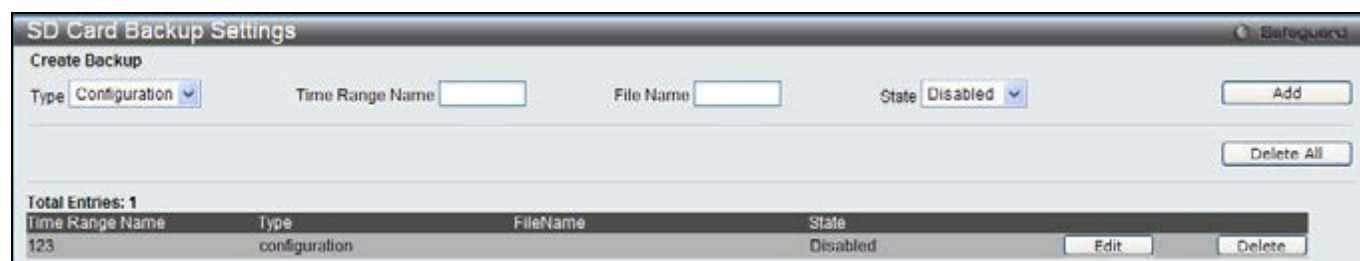 SD Card Backup Settings
Safeguard
Create Backup
Type Configuration Time Range Name File Name State Disabled Add
Delete All
Total Entries: 1
Time Range Name Type FileName State
123 configuration Disabled Edit Delete